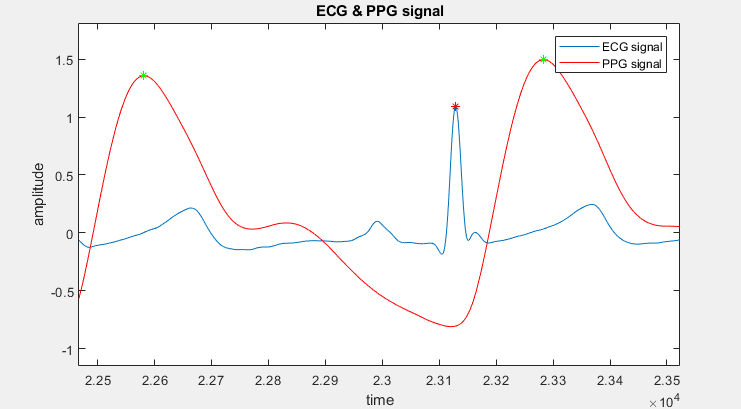 ECG & PPG signal
ECG signal
PPG signal
amplitude
1.5
1
0.5
0
-0.5
-1
2.25 2.26 2.27 2.28 2.29 2.3 2.31 2.32 2.33 2.34 2.35
time
×10⁴